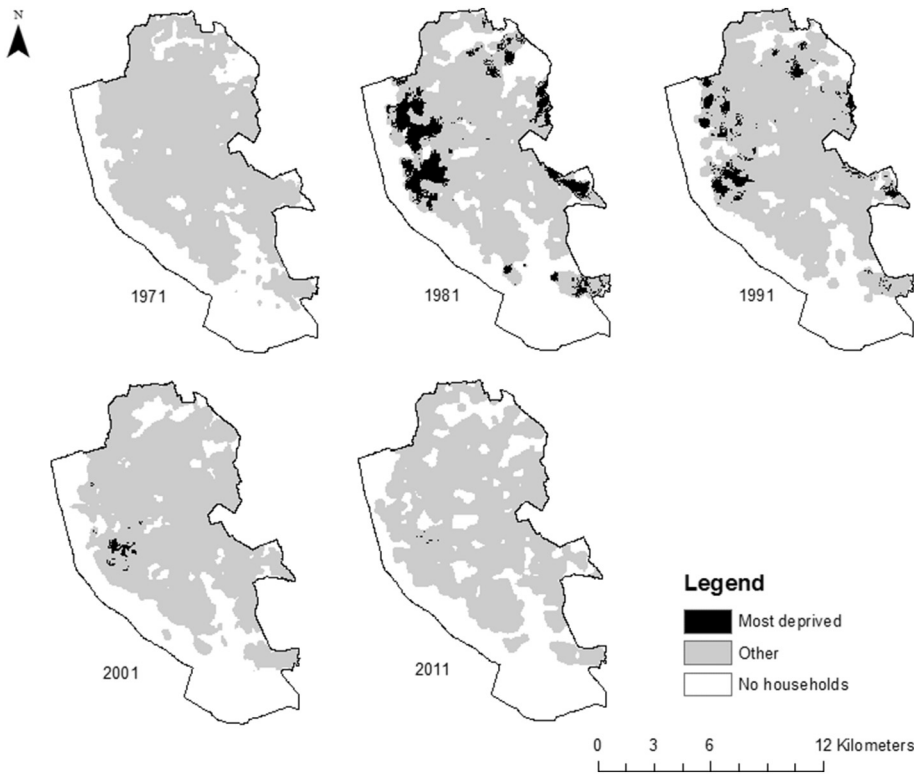 N
1971
1981
1991
2001
2011
Legend
Most deprived
Other
No households
0 3 6 12 Kilometers